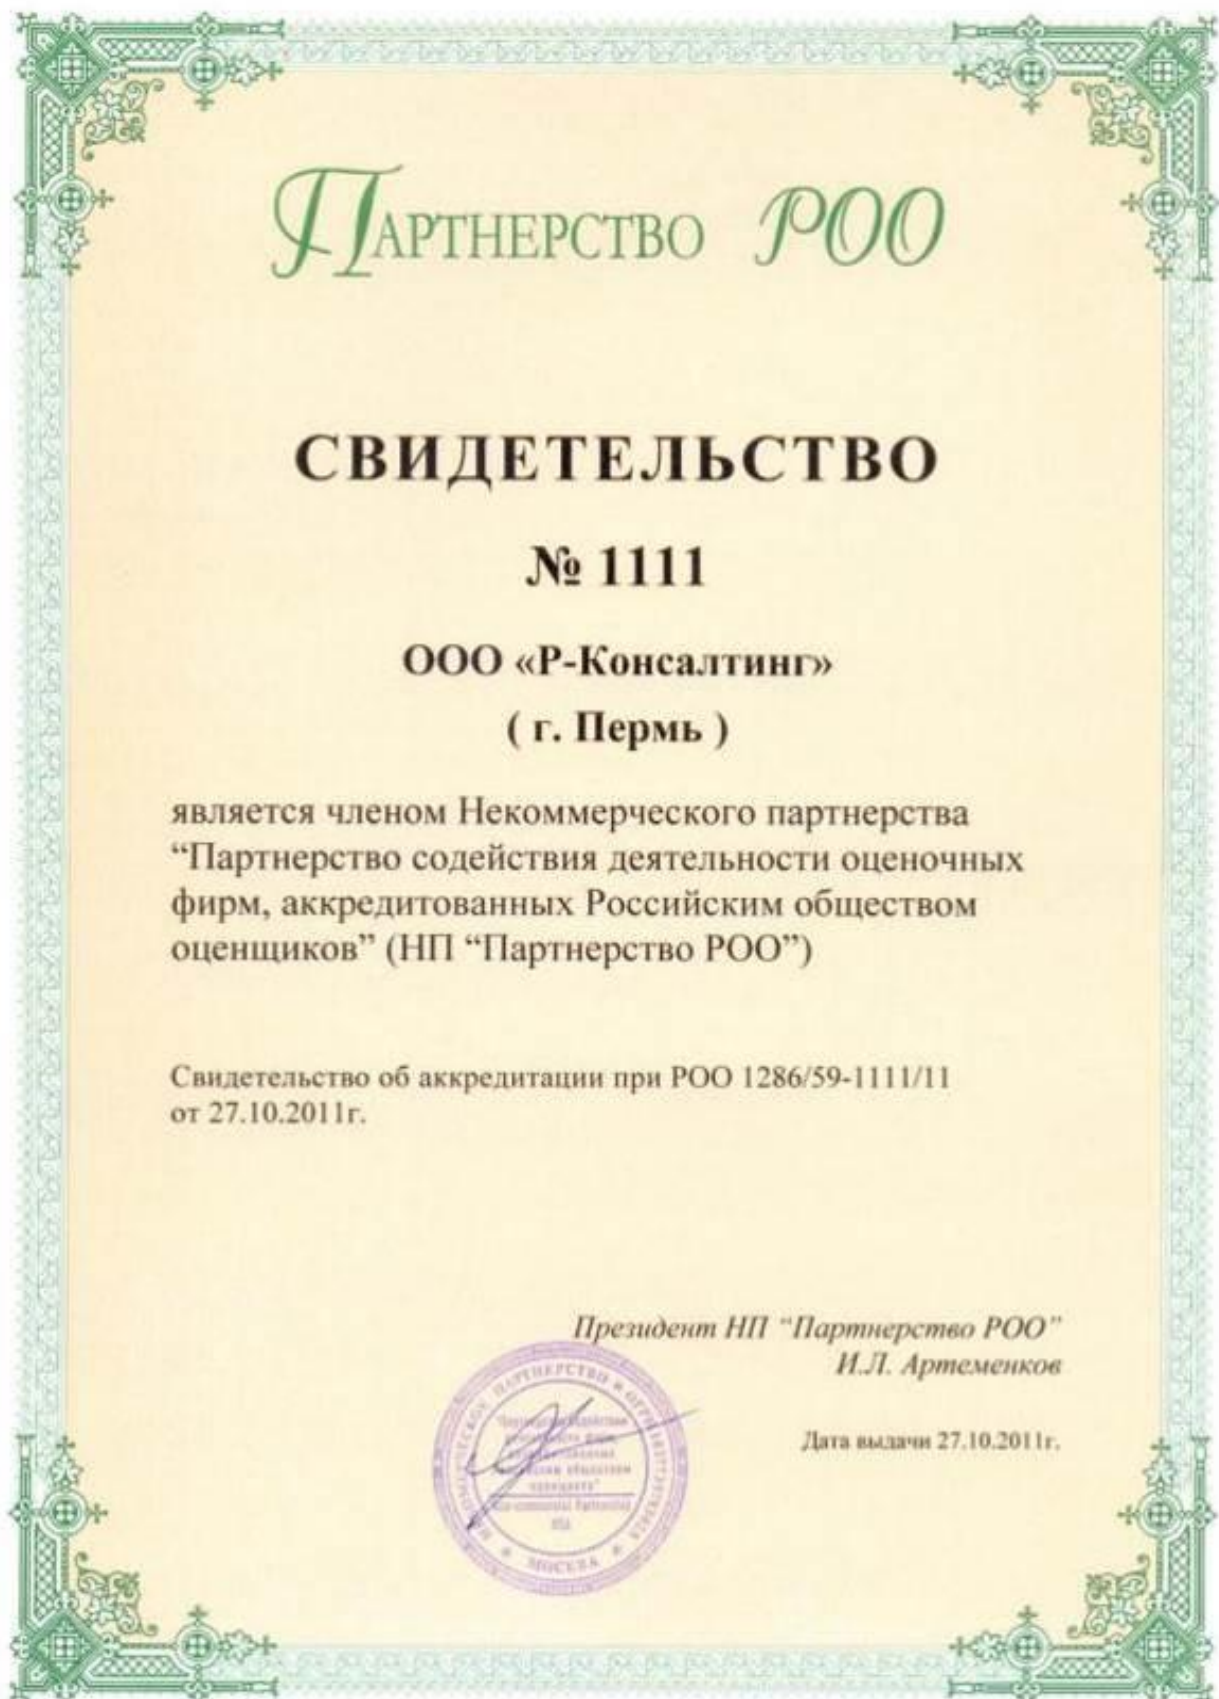 ПАРТНЕРСТВО РОО
СВИДЕТЕЛЬСТВО
№ 1111
ООО «Р-Консалтинг»
( г. Пермь )
является членом Некоммерческого партнерства
“Партнерство содействия деятельности оценочных
фирм, аккредитованных Российским обществом
оценщиков” (НП “Партнерство РОО”)
Свидетельство об аккредитации при РОО 1286/59-1111/11
от 27.10.2011г.
Президент НП “Партнерство РОО”
И.Л. Артеменков
Дата выдачи 27.10.2011г.
ПАРТНЕРСТВО
МОСКВА